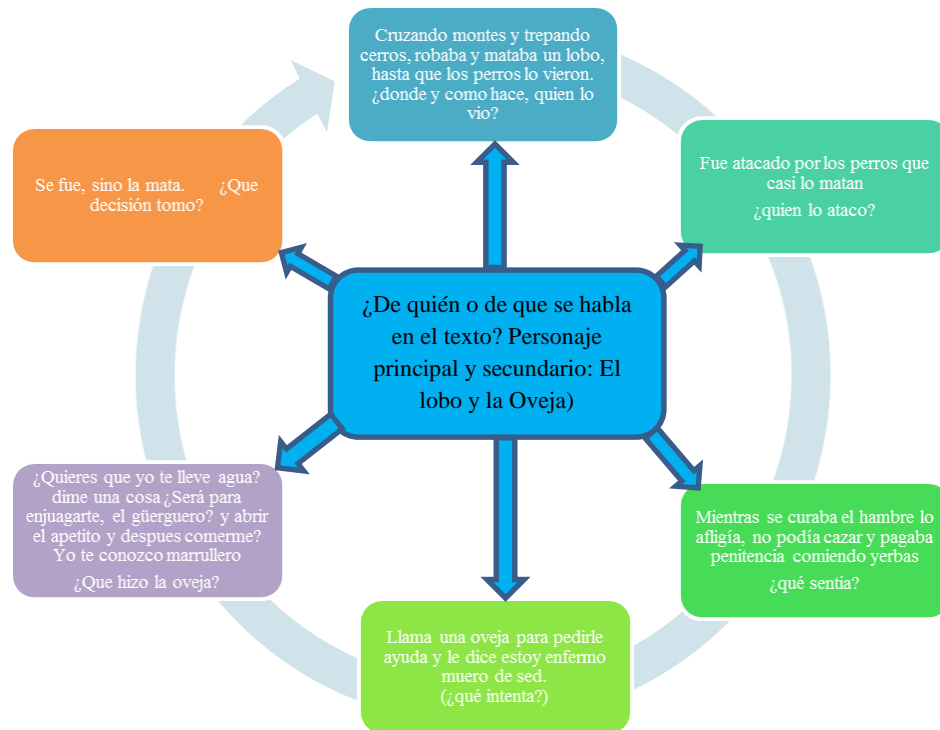 Cruzando montes y trepando
cerros, robaba y mataba un lobo,
hasta que los perros lo vieron.
¿donde y como hace, quien lo
vio?
Fue atacado por los perros que
casi lo matan
¿quien lo ataco?
Mientras se curaba el hambre lo
afligía, no podía cazar y pagaba
penitencia comiendo yerbas
¿qué sentia?
Llama una oveja para pedirle
ayuda y le dice estoy enfermo
muero de sed.
(¿qué intenta?)
¿Quieres que yo te lleve agua?
dime una cosa ¿Será para
enjuagarte, el güerguero? y abrir
el apetito y despues comerme?
Yo te conozco marrullero
¿Que hizo la oveja?
Se fue, sino la mata. ¿Que
decisión tomo?
¿De quién o de que se habla
en el texto? Personaje
principal y secundario: El
lobo y la Oveja)